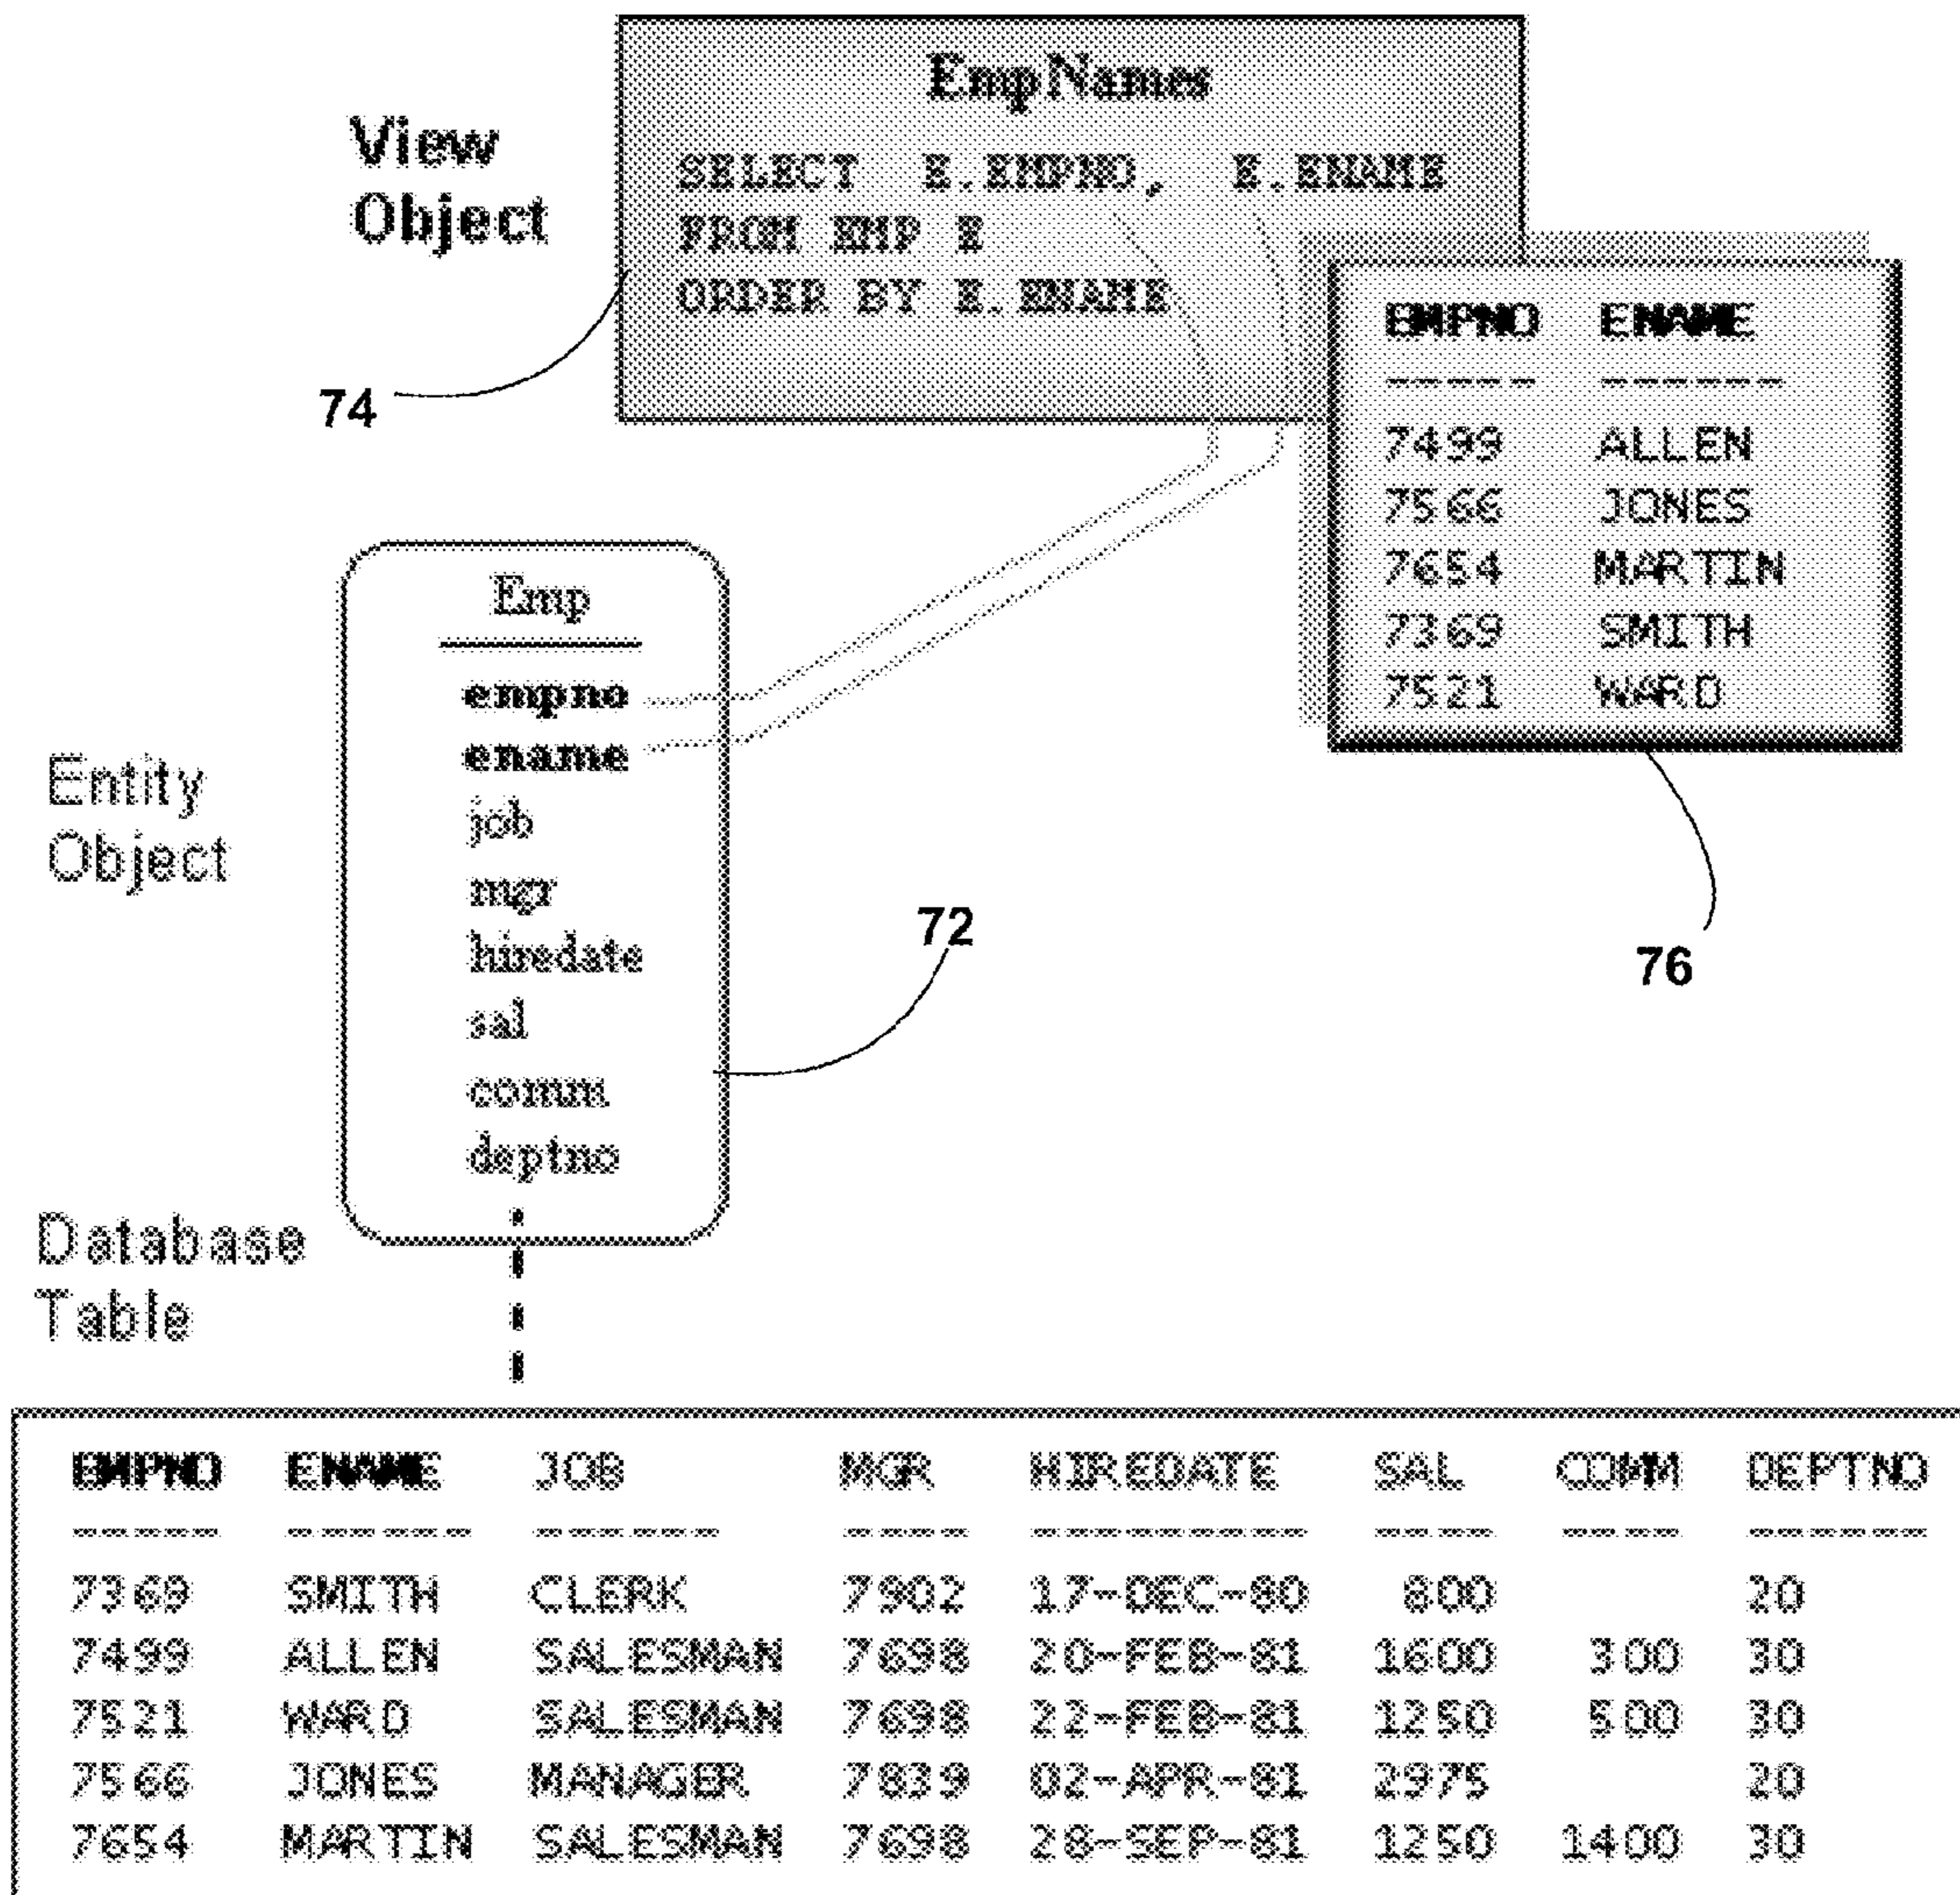 View
Object
EmpNames
SELECT E.EMPNO, E.ENAME
FROM EMP E
ORDER BY E.ENAME
74
EMPNO ENAME
----- ------
7499 ALLEN
7566 JONES
7654 MARTIN
7369 SMITH
7521 WARD
76
Entity
Object
Emp
empno
ename
job
mgr
hiredate
sal
comm
deptno
72
Database
Table
EMPNO ENAME JOB MGR HIREDATE SAL COMM DEPTNO
----- ------ ------ ---- --------- ---- ---- ------
7369 SMITH CLERK 7902 17-DEC-80 800 20
7499 ALLEN SALESMAN 7698 20-FEB-81 1600 300 30
7521 WARD SALESMAN 7698 22-FEB-81 1250 500 30
7566 JONES MANAGER 7839 02-APR-81 2975 20
7654 MARTIN SALESMAN 7698 28-SEP-81 1250 1400 30